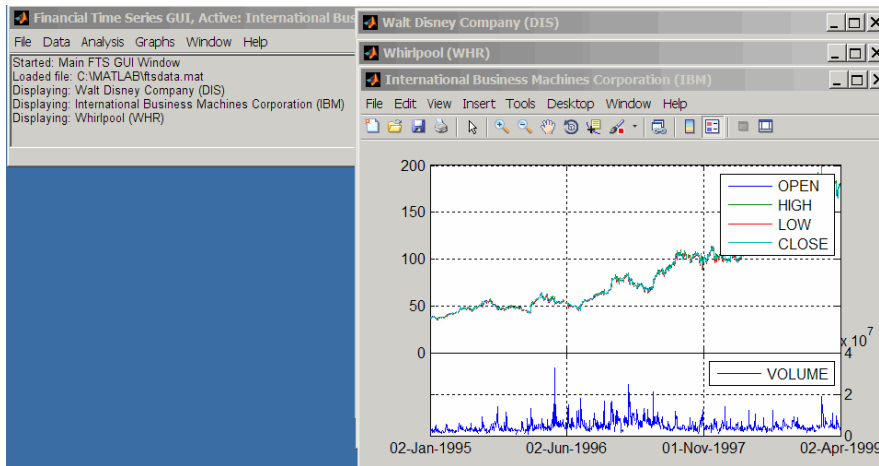 Financial Time Series GUI, Active: International Bus
File Data Analysis Graphs Window Help
Started: Main FTS GUI Window
Loaded file: C:\MATLAB\ftsdata.mat
Displaying: Walt Disney Company (DIS)
Displaying: International Business Machines Corporation (IBM)
Displaying: Whirlpool (WHR)
Walt Disney Company (DIS)
Whirlpool (WHR)
International Business Machines Corporation (IBM)
File Edit View Insert Tools Desktop Window Help
200
150
100
50
0
OPEN
HIGH
LOW
CLOSE
x 10^7
4
2
0
VOLUME
02-Jan-1995 02-Jun-1996 01-Nov-1997 02-Apr-1999